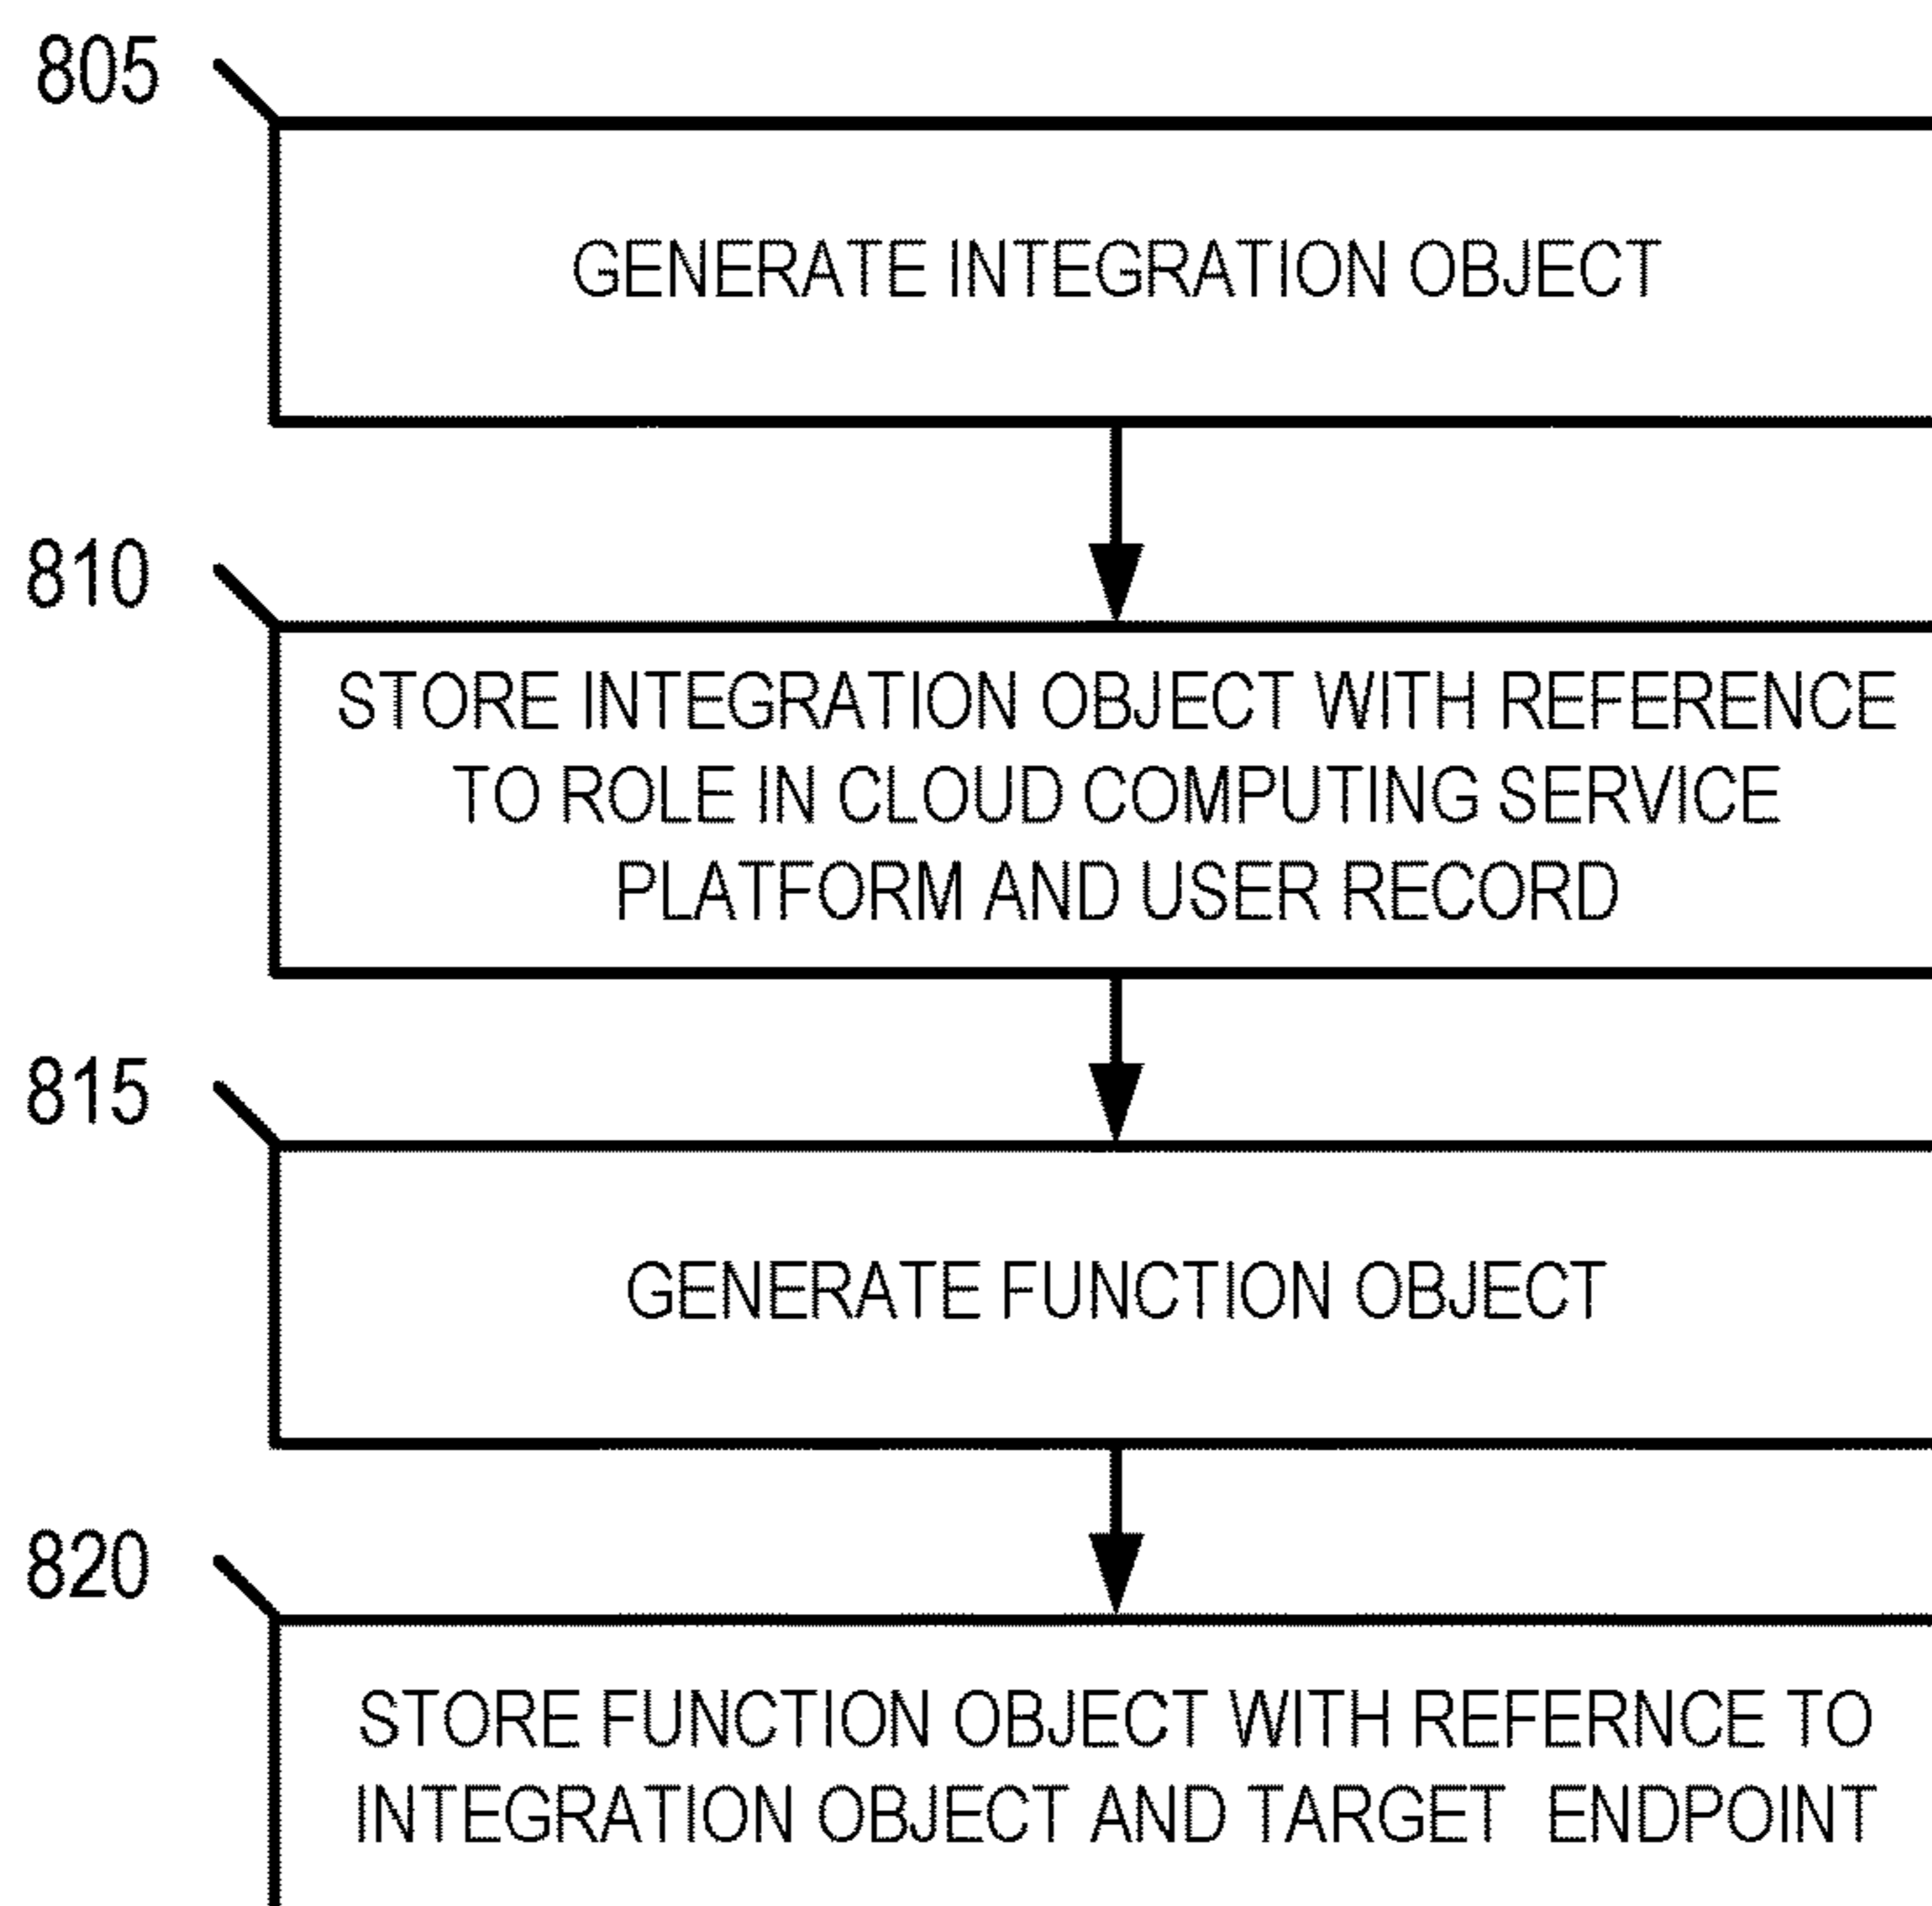 805
GENERATE INTEGRATION OBJECT
810
STORE INTEGRATION OBJECT WITH REFERENCE
TO ROLE IN CLOUD COMPUTING SERVICE
PLATFORM AND USER RECORD
815
GENERATE FUNCTION OBJECT
820
STORE FUNCTION OBJECT WITH REFERNCE TO
INTEGRATION OBJECT AND TARGET ENDPOINT